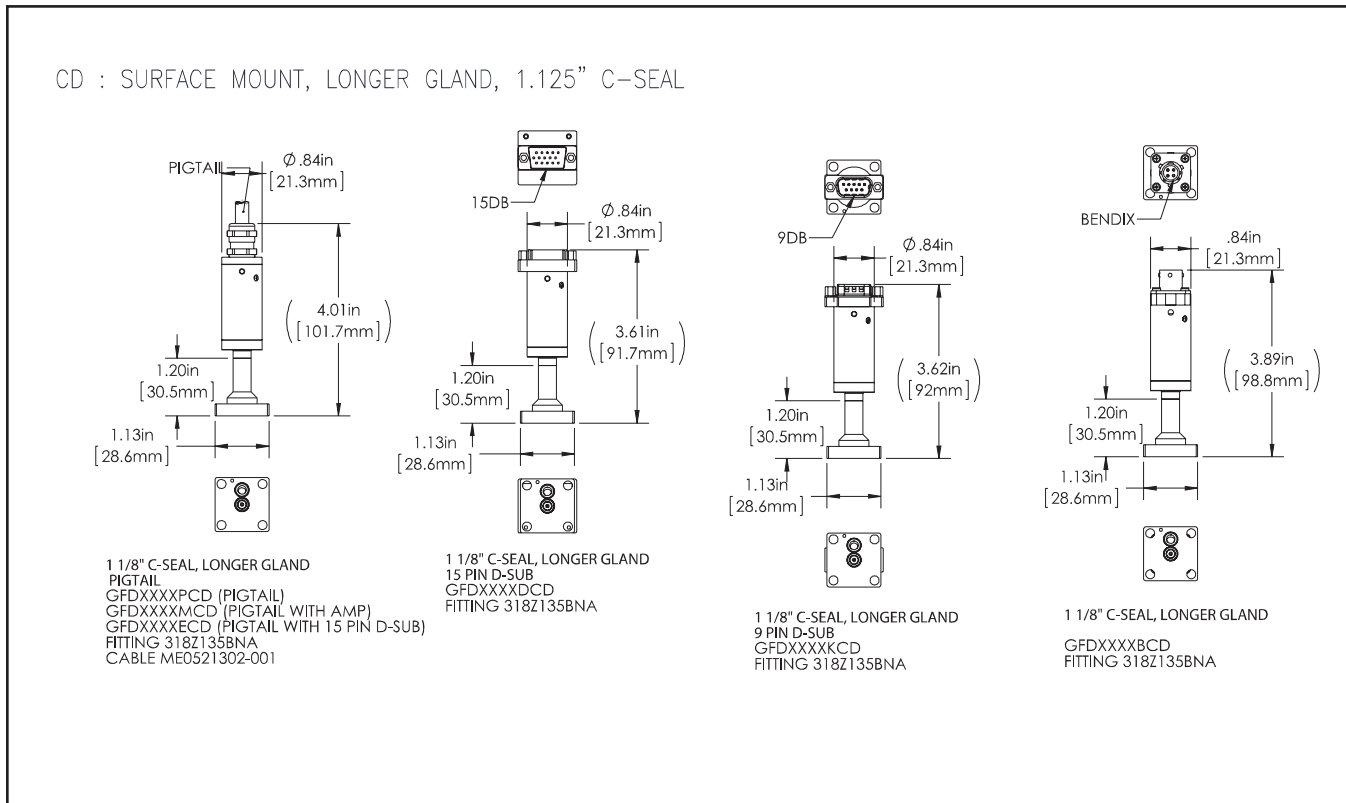 CD : SURFACE MOUNT, LONGER GLAND, 1.125" C-SEAL
PIGTAIL
Ø .84in
[21.3mm]
4.01in
[101.7mm]
1.20in
[30.5mm]
1.13in
[28.6mm]
1 1/8" C-SEAL, LONGER GLAND
PIGTAIL
GFDXXXXPCD (PIGTAIL)
GFDXXXXMCD (PIGTAIL WITH AMP)
GFDXXXXECD (PIGTAIL WITH 15 PIN D-SUB)
FITTING 318Z135BNA
CABLE ME0521302-001
15DB
Ø .84in
[21.3mm]
(3.61in
[91.7mm])
1.20in
[30.5mm]
1.13in
[28.6mm]
1 1/8" C-SEAL, LONGER GLAND
15 PIN D-SUB
GFDXXXXDCD
FITTING 318Z135BNA
9DB
Ø .84in
[21.3mm]
(3.62in
[92mm])
1.20in
[30.5mm]
1.13in
[28.6mm]
1 1/8" C-SEAL, LONGER GLAND
9 PIN D-SUB
GFDXXXXKCD
FITTING 318Z135BNA
BENDIX
.84in
[21.3mm]
(3.89in
[98.8mm])
1.20in
[30.5mm]
1.13in
[28.6mm]
1 1/8" C-SEAL, LONGER GLAND
GFDXXXXBCD
FITTING 318Z135BNA